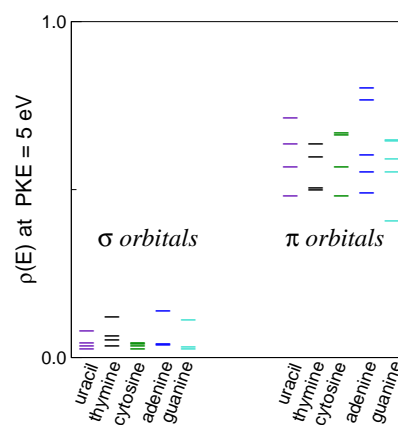 1.0
ρ(E) at PKE = 5 eV
σ orbitals
π orbitals
0.0
uracil
thymine
cytosine
adenine
guanine
uracil
thymine
cytosine
adenine
guanine